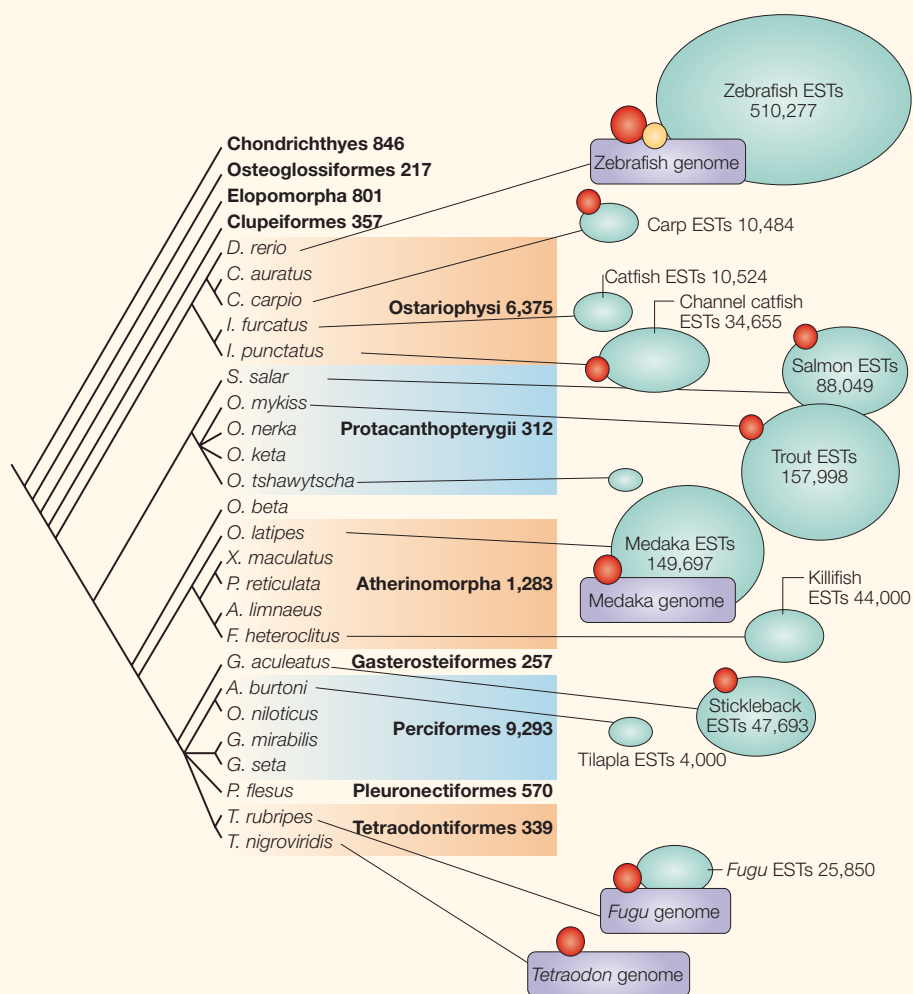 Chondrichthyes 846
Osteoglossiformes 217
Elopomorpha 801
Clupeiformes 357
D. rerio
C. auratus
C. carpio
Ostariophysi 6,375
I. furcatus
I. punctatus
S. salar
O. mykiss
O. nerka
Protacanthopterygii 312
O. keta
O. tshawytscha
O. beta
O. latipes
X. maculatus
P. reticulata
Atherinomorpha 1,283
A. limnaeus
F. heteroclitus
G. aculeatus
Gasterosteiformes 257
A. burtoni
O. niloticus
Perciformes 9,293
G. mirabilis
G. seta
P. flesus
Pleuronectiformes 570
T. rubripes
Tetraodontiformes 339
T. nigroviridis
Zebrafish ESTs
510,277
Zebrafish genome
Carp ESTs 10,484
Catfish ESTs 10,524
Channel catfish
ESTs 34,655
Salmon ESTs
88,049
Trout ESTs
157,998
Medaka ESTs
149,697
Medaka genome
Killifish
ESTs 44,000
Stickleback
ESTs 47,693
Tilapla ESTs 4,000
Fugu ESTs 25,850
Fugu genome
Tetraodon genome